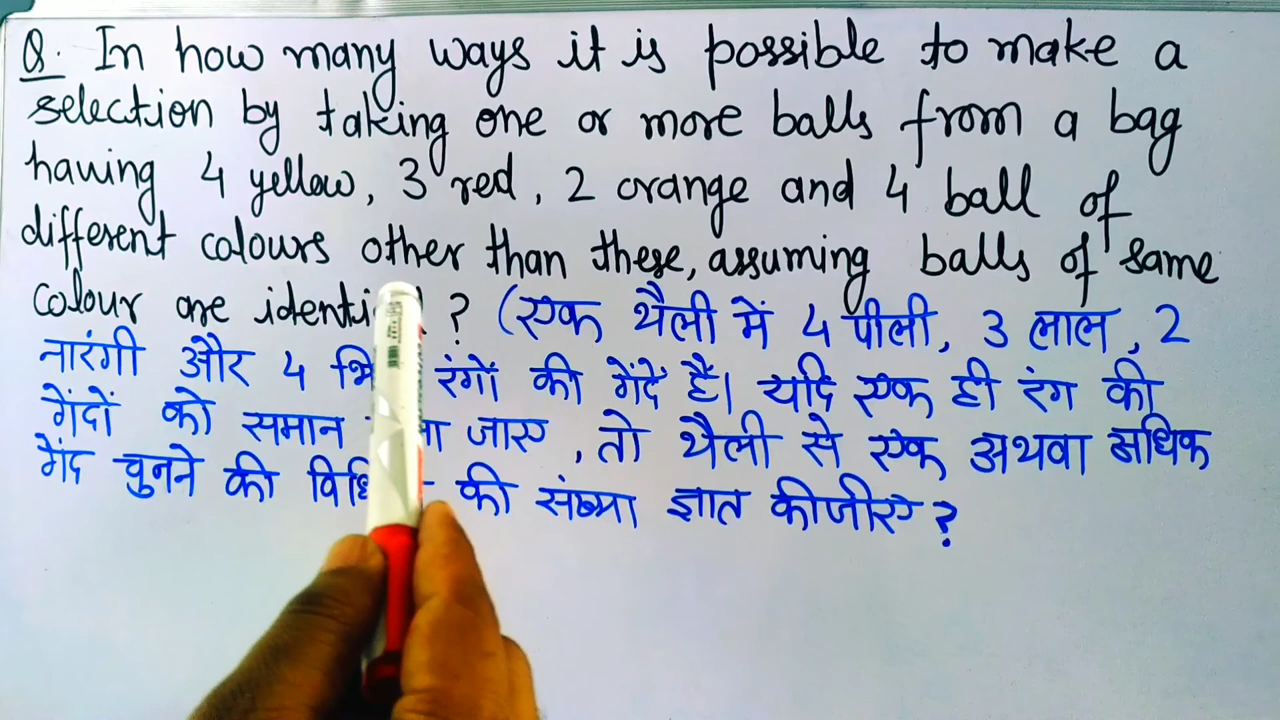 Q. In how many ways it is possible to make a
selection by taking one or more balls from a bag
having 4 yellow, 3 red, 2 orange and 4 ball of
different colours other than these, assuming balls of same
colour are ? (एक थैली में 4 पीली, 3 लाल, 2
नारंगी और 4 रंगों की गेंदें हैं। यदि एक ही रंग की
गेंदों को समान जाए, तो थैली से एक अथवा अधिक
गेंद चुनने की की संख्या ज्ञात कीजीए?